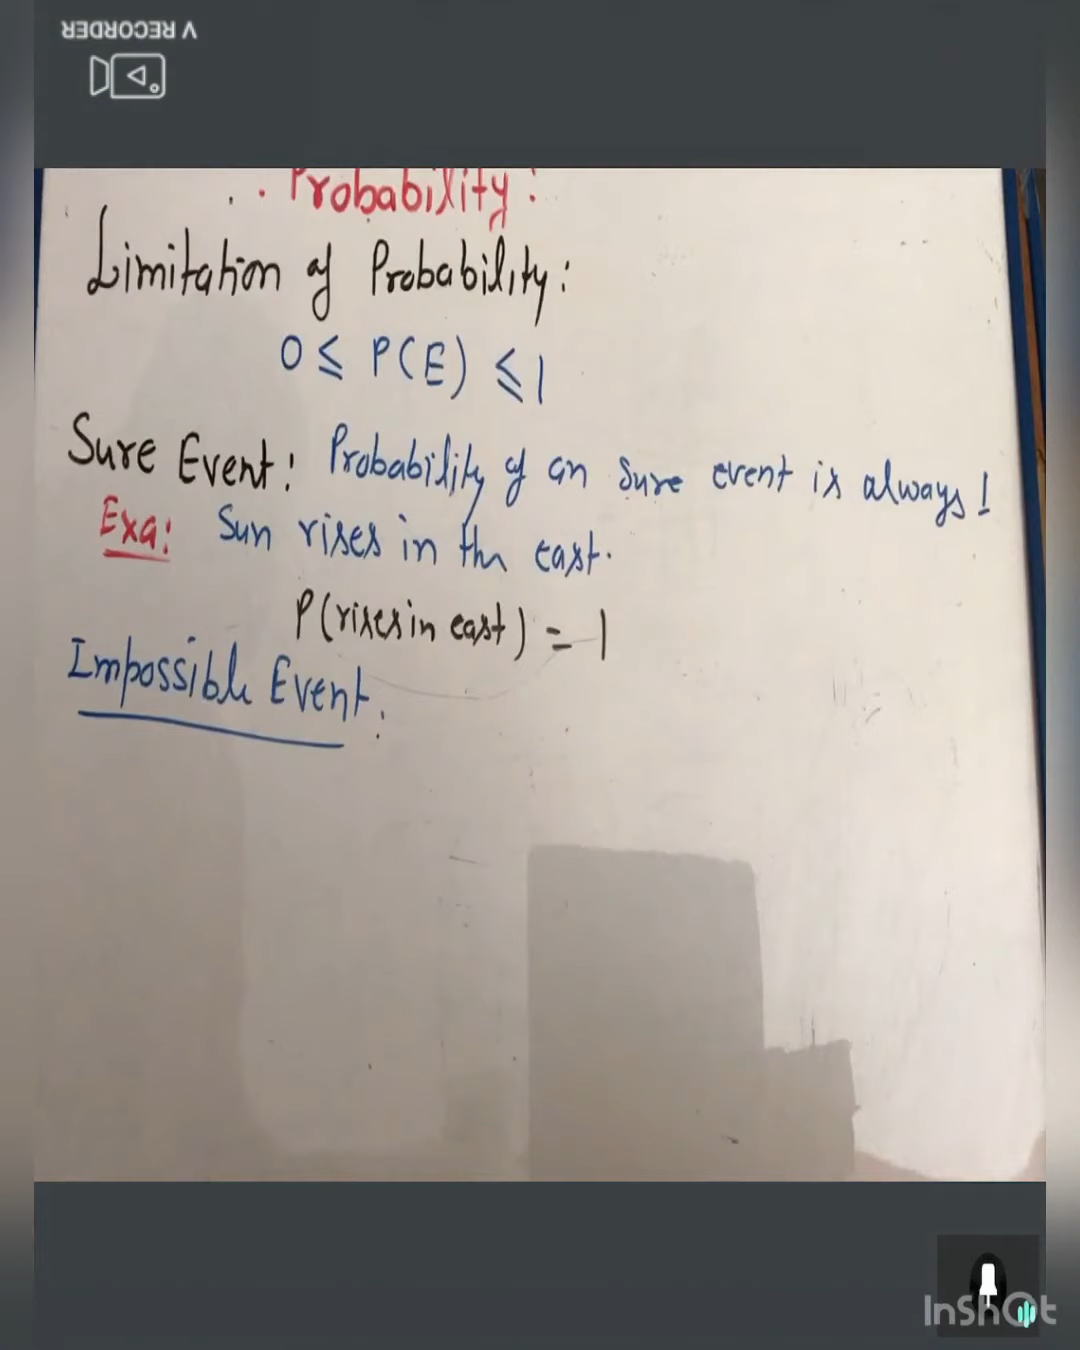 V RECORDER
Probability:
Limitation of Probability:
0 ≤ P(E) ≤ 1
Sure Event: Probability of an sure event is always 1
Exa: Sun rises in the east.
P(rises in east) = 1
Impossible Event.
InShOt